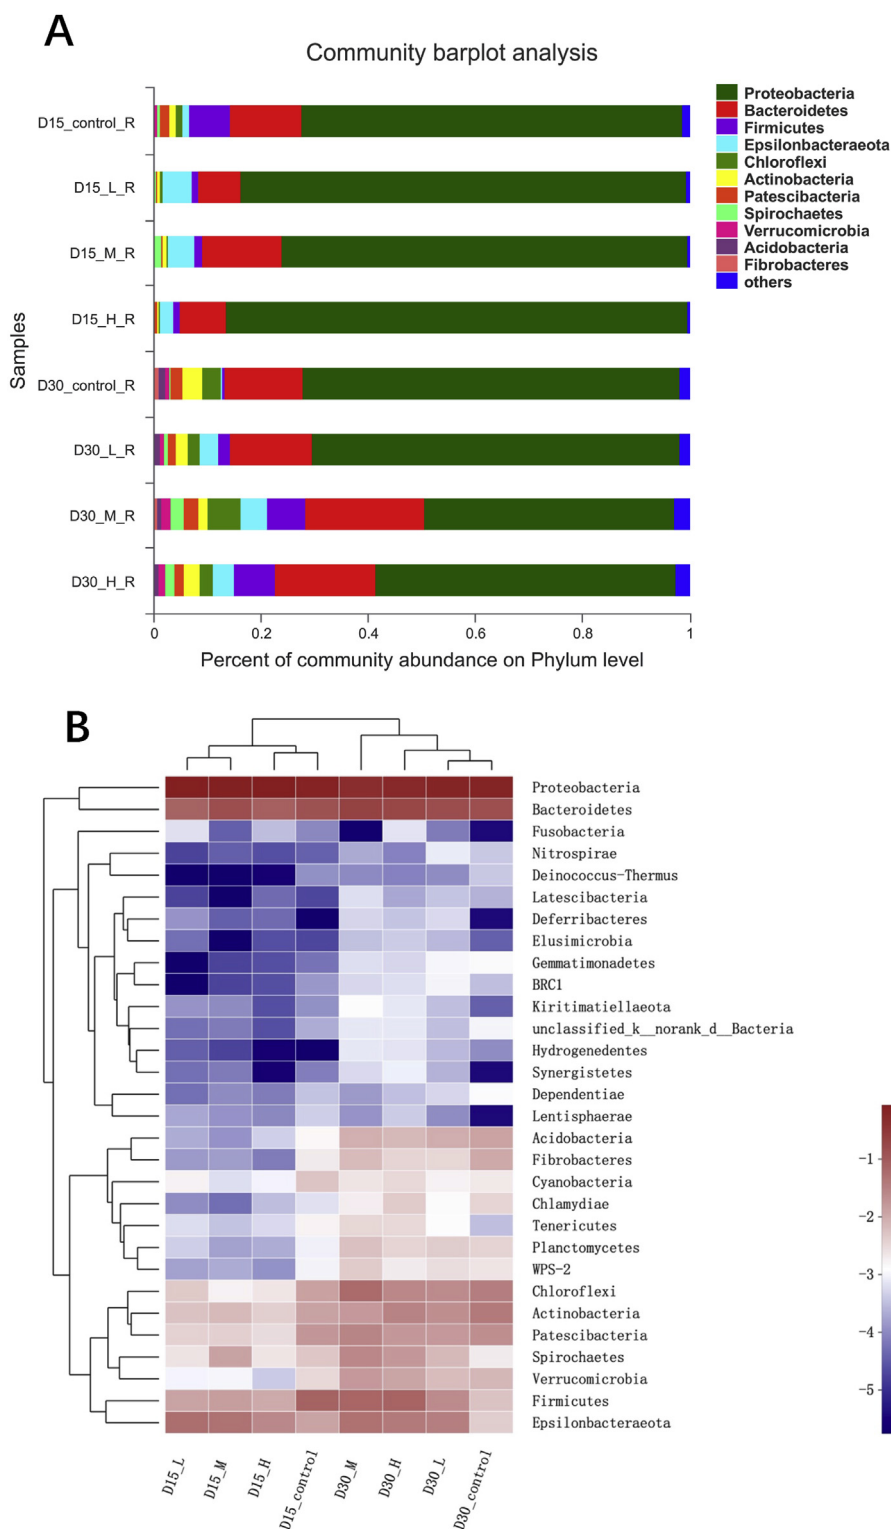 A
Community barplot analysis
D15_control_R
D15_L_R
D15_M_R
D15_H_R
D30_control_R
D30_L_R
D30_M_R
D30_H_R
Samples
0 0.2 0.4 0.6 0.8 1
Percent of community abundance on Phylum level
Proteobacteria
Bacteroidetes
Firmicutes
Epsilonbacteraeota
Chloroflexi
Actinobacteria
Patescibacteria
Spirochaetes
Verrucomicrobia
Acidobacteria
Fibrobacteres
others
B
Proteobacteria
Bacteroidetes
Fusobacteria
Nitrospirae
Deinococcus-Thermus
Latescibacteria
Deferribacteres
Elusimicrobia
Gemmatimonadetes
BRC1
Kiritimatiellaeota
unclassified_k__norank_d__Bacteria
Hydrogenedentes
Synergistetes
Dependentiae
Lentisphaerae
Acidobacteria
Fibrobacteres
Cyanobacteria
Chlamydiae
Tenericutes
Planctomycetes
WPS-2
Chloroflexi
Actinobacteria
Patescibacteria
Spirochaetes
Verrucomicrobia
Firmicutes
Epsilonbacteraeota
-1
-2
-3
-4
-5
D15_L
D15_M
D15_H
D15_control
D30_M
D30_H
D30_L
D30_control